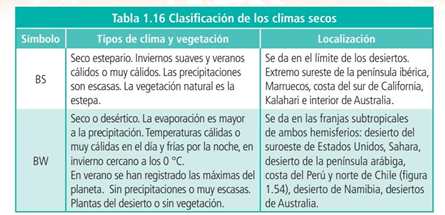 Tabla 1.16 Clasificación de los climas secos
Símbolo
Tipos de clima y vegetación
Localización
BS
Seco estepario. Inviernos suaves y veranos
cálidos o muy cálidos. Las precipitaciones
son escasas. La vegetación natural es la
estepa.
Se da en el límite de los desiertos.
Extremo sureste de la península ibérica,
Marruecos, costa del sur de California,
Kalahari e interior de Australia.
BW
Seco o desértico. La evaporación es mayor
a la precipitación. Temperaturas cálidas o
muy cálidas en el día y frías por la noche, en
invierno cercano a los 0 °C.
En verano se han registrado las máximas del
planeta. Sin precipitaciones o muy escasas.
Plantas del desierto o sin vegetación.
Se da en las franjas subtropicales
de ambos hemisferios: desierto del
suroeste de Estados Unidos, Sahara,
desierto de la península arábiga,
costa del Perú y norte de Chile (figura
1.54), desierto de Namibia, desiertos
de Australia.